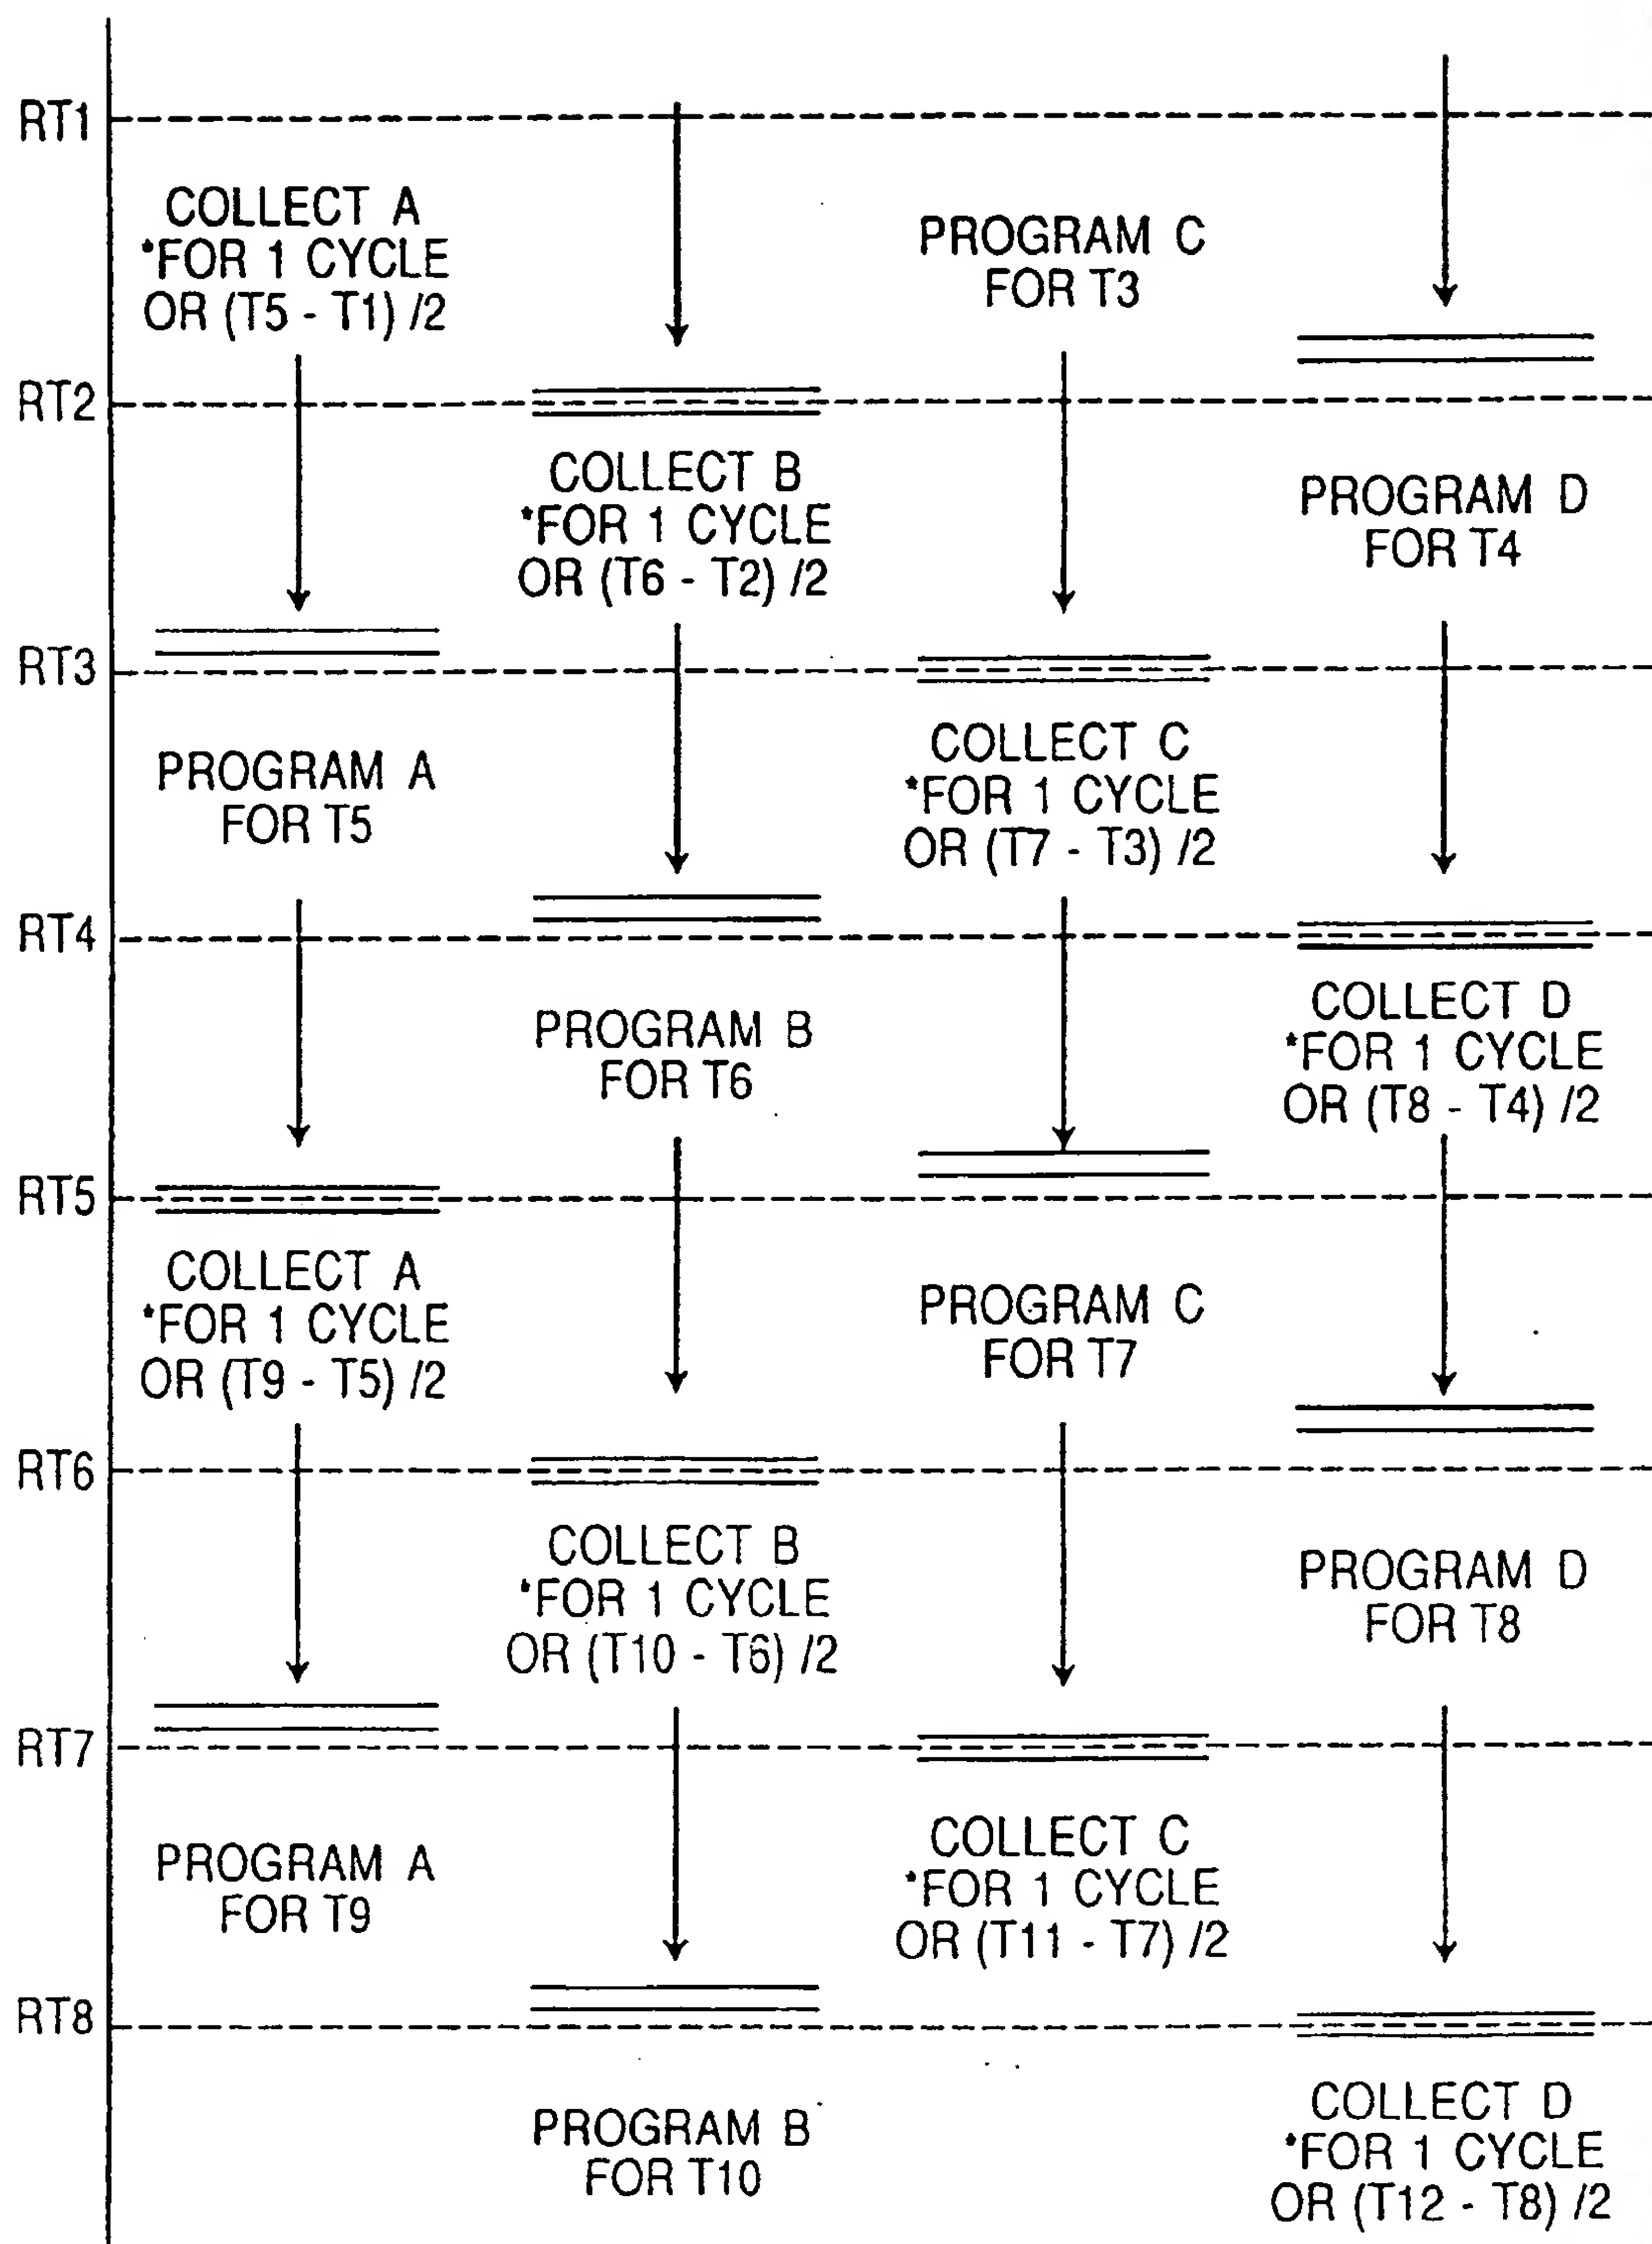 RT1
COLLECT A
*FOR 1 CYCLE
OR (T5 - T1) /2
PROGRAM C
FOR T3
RT2
COLLECT B
*FOR 1 CYCLE
OR (T6 - T2) /2
PROGRAM D
FOR T4
RT3
PROGRAM A
FOR T5
COLLECT C
*FOR 1 CYCLE
OR (T7 - T3) /2
RT4
PROGRAM B
FOR T6
COLLECT D
*FOR 1 CYCLE
OR (T8 - T4) /2
RT5
COLLECT A
*FOR 1 CYCLE
OR (T9 - T5) /2
PROGRAM C
FOR T7
RT6
COLLECT B
*FOR 1 CYCLE
OR (T10 - T6) /2
PROGRAM D
FOR T8
RT7
PROGRAM A
FOR T9
COLLECT C
*FOR 1 CYCLE
OR (T11 - T7) /2
RT8
PROGRAM B
FOR T10
COLLECT D
*FOR 1 CYCLE
OR (T12 - T8) /2